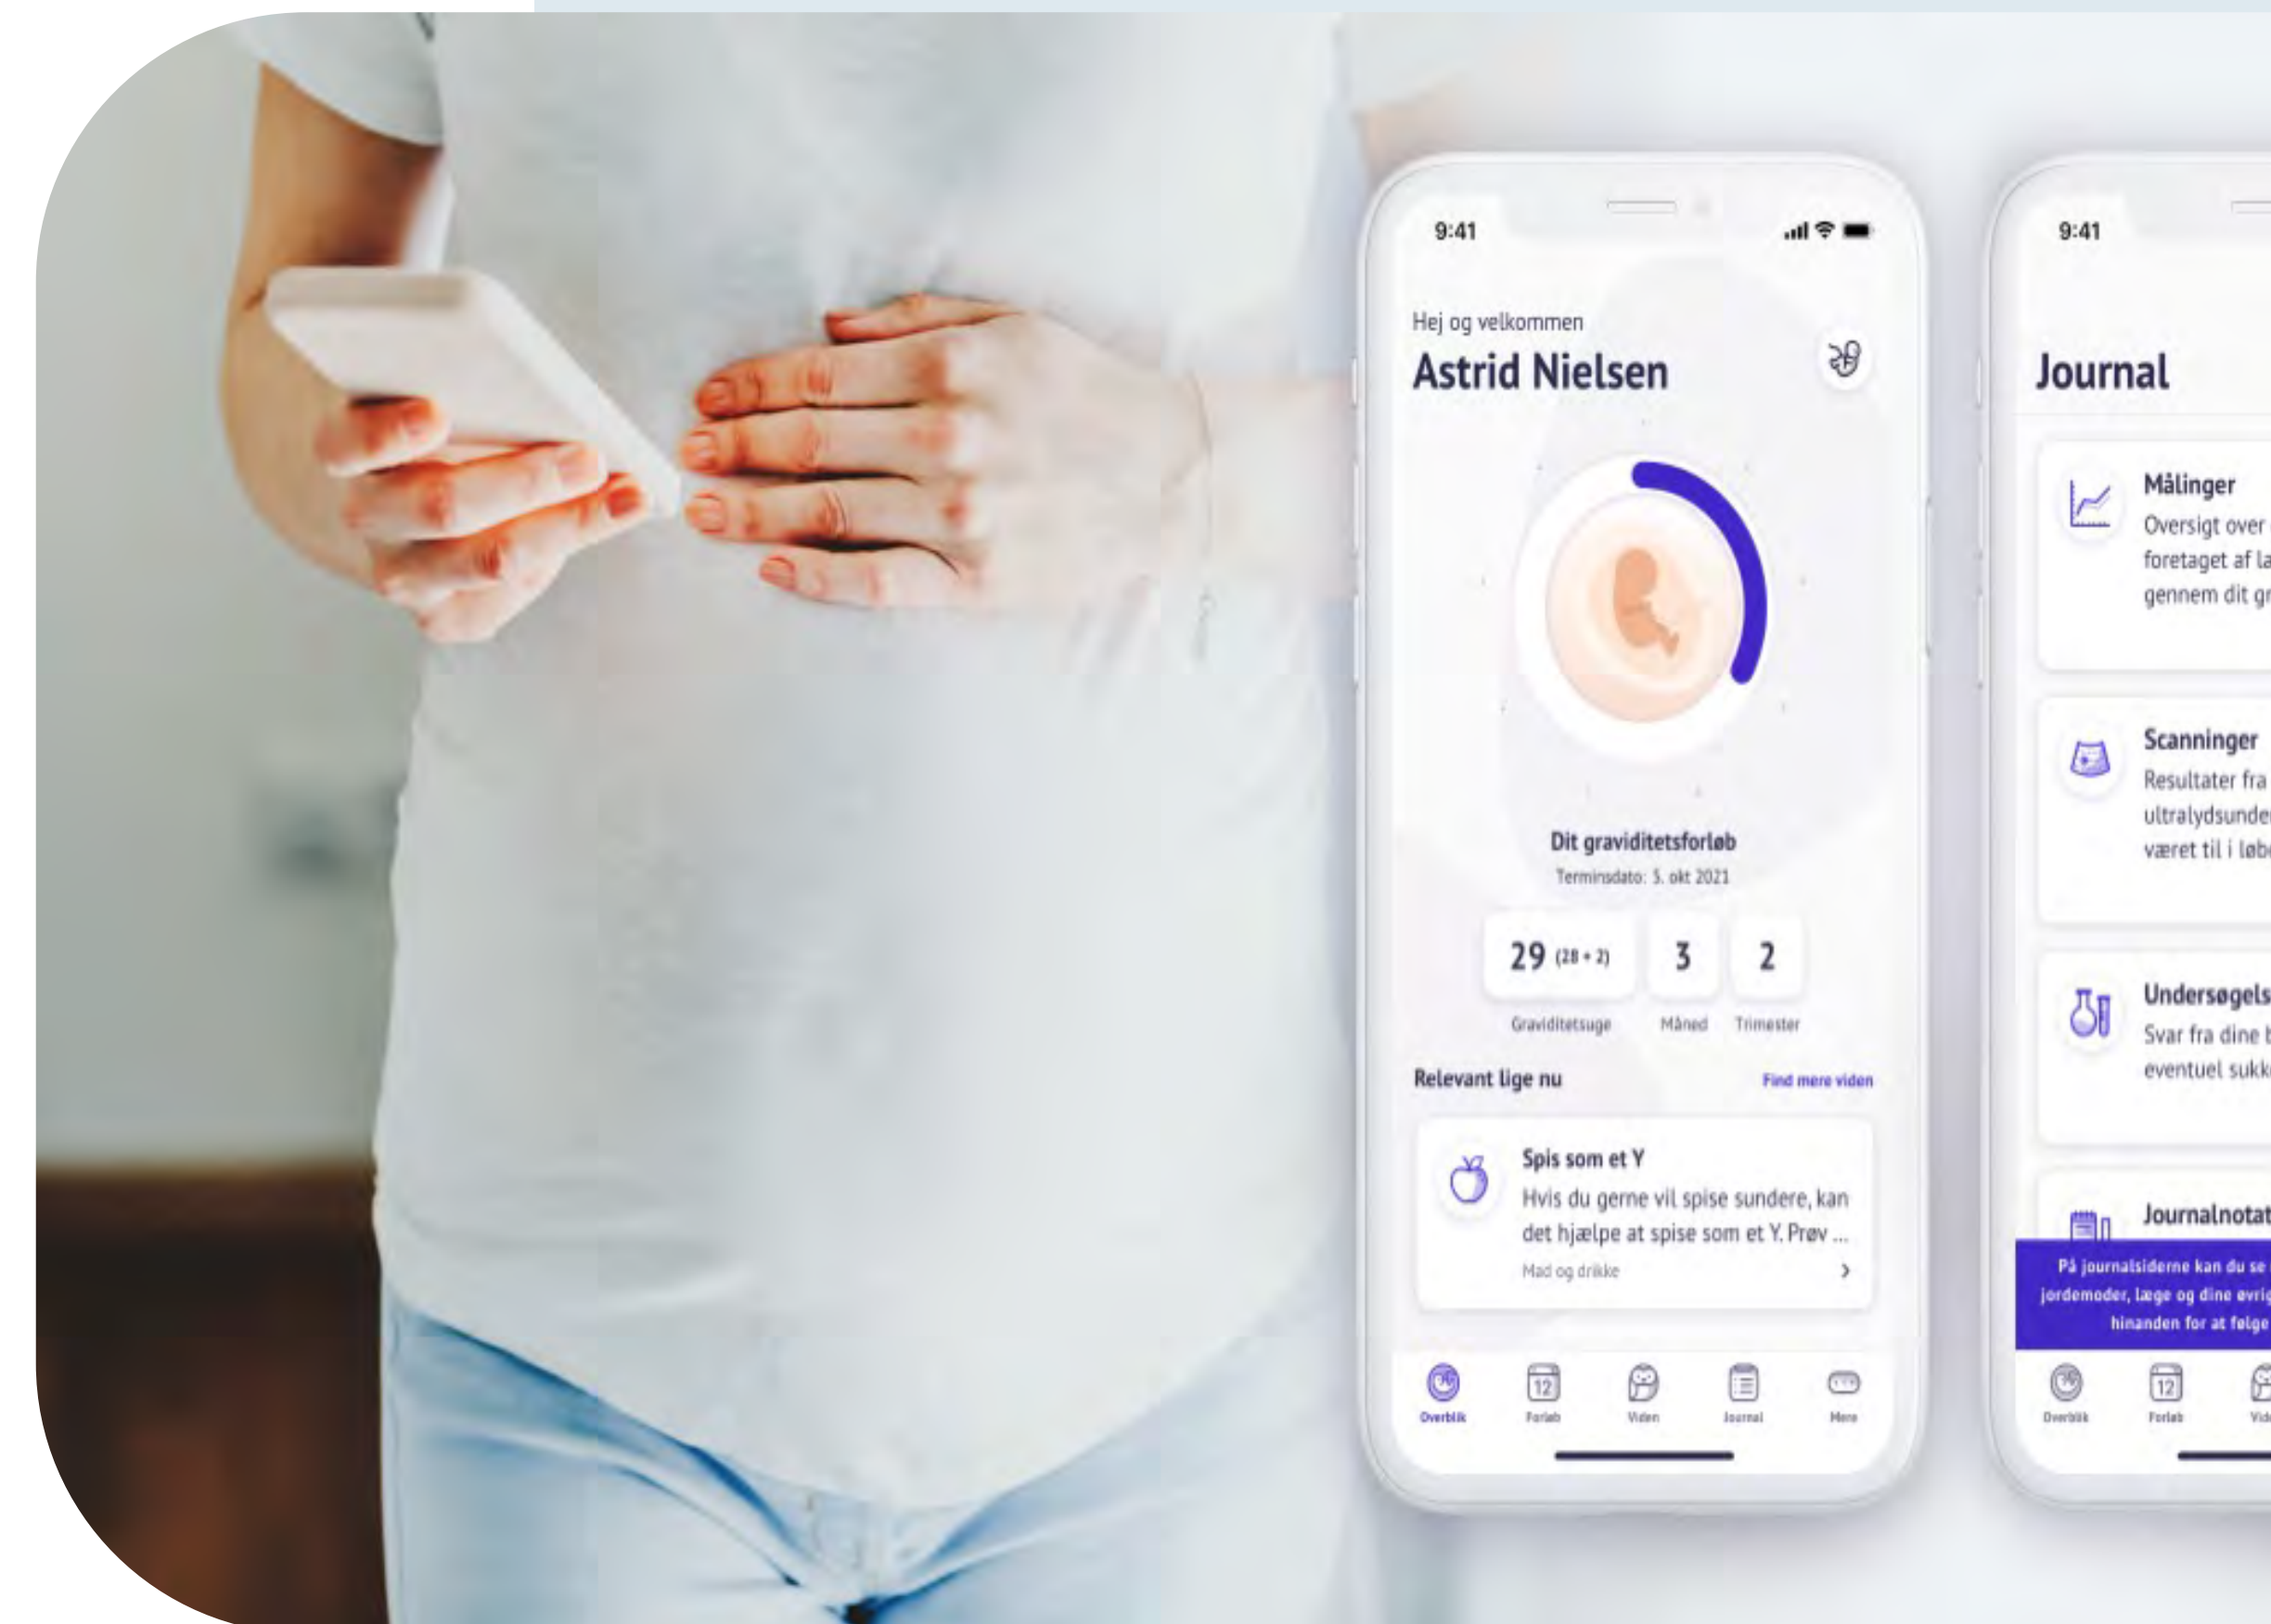 9:41
Hej og velkommen
Astrid Nielsen
Dit graviditetsforløb
Terminsdato: 5. okt 2021
29 (28 + 2)
3
2
Graviditetsuge
Måned
Trimester
Relevant lige nu
Find mere viden
Spis som et Y
Hvis du gerne vil spise sundere, kan
det hjælpe at spise som et Y. Prøv ...
Mad og drikke
12
Overblik
Forløb
Viden
Journal
Mere
9:41
Journal
Målinger
Oversigt over
foretaget af
gennem dit
Scanninger
Resultater fra
været til i
Svar fra dine
eventuel
På journalsiderne kan du se
jordemoder, læge og dine
hinanden for at følge
12
Overblik
Forløb